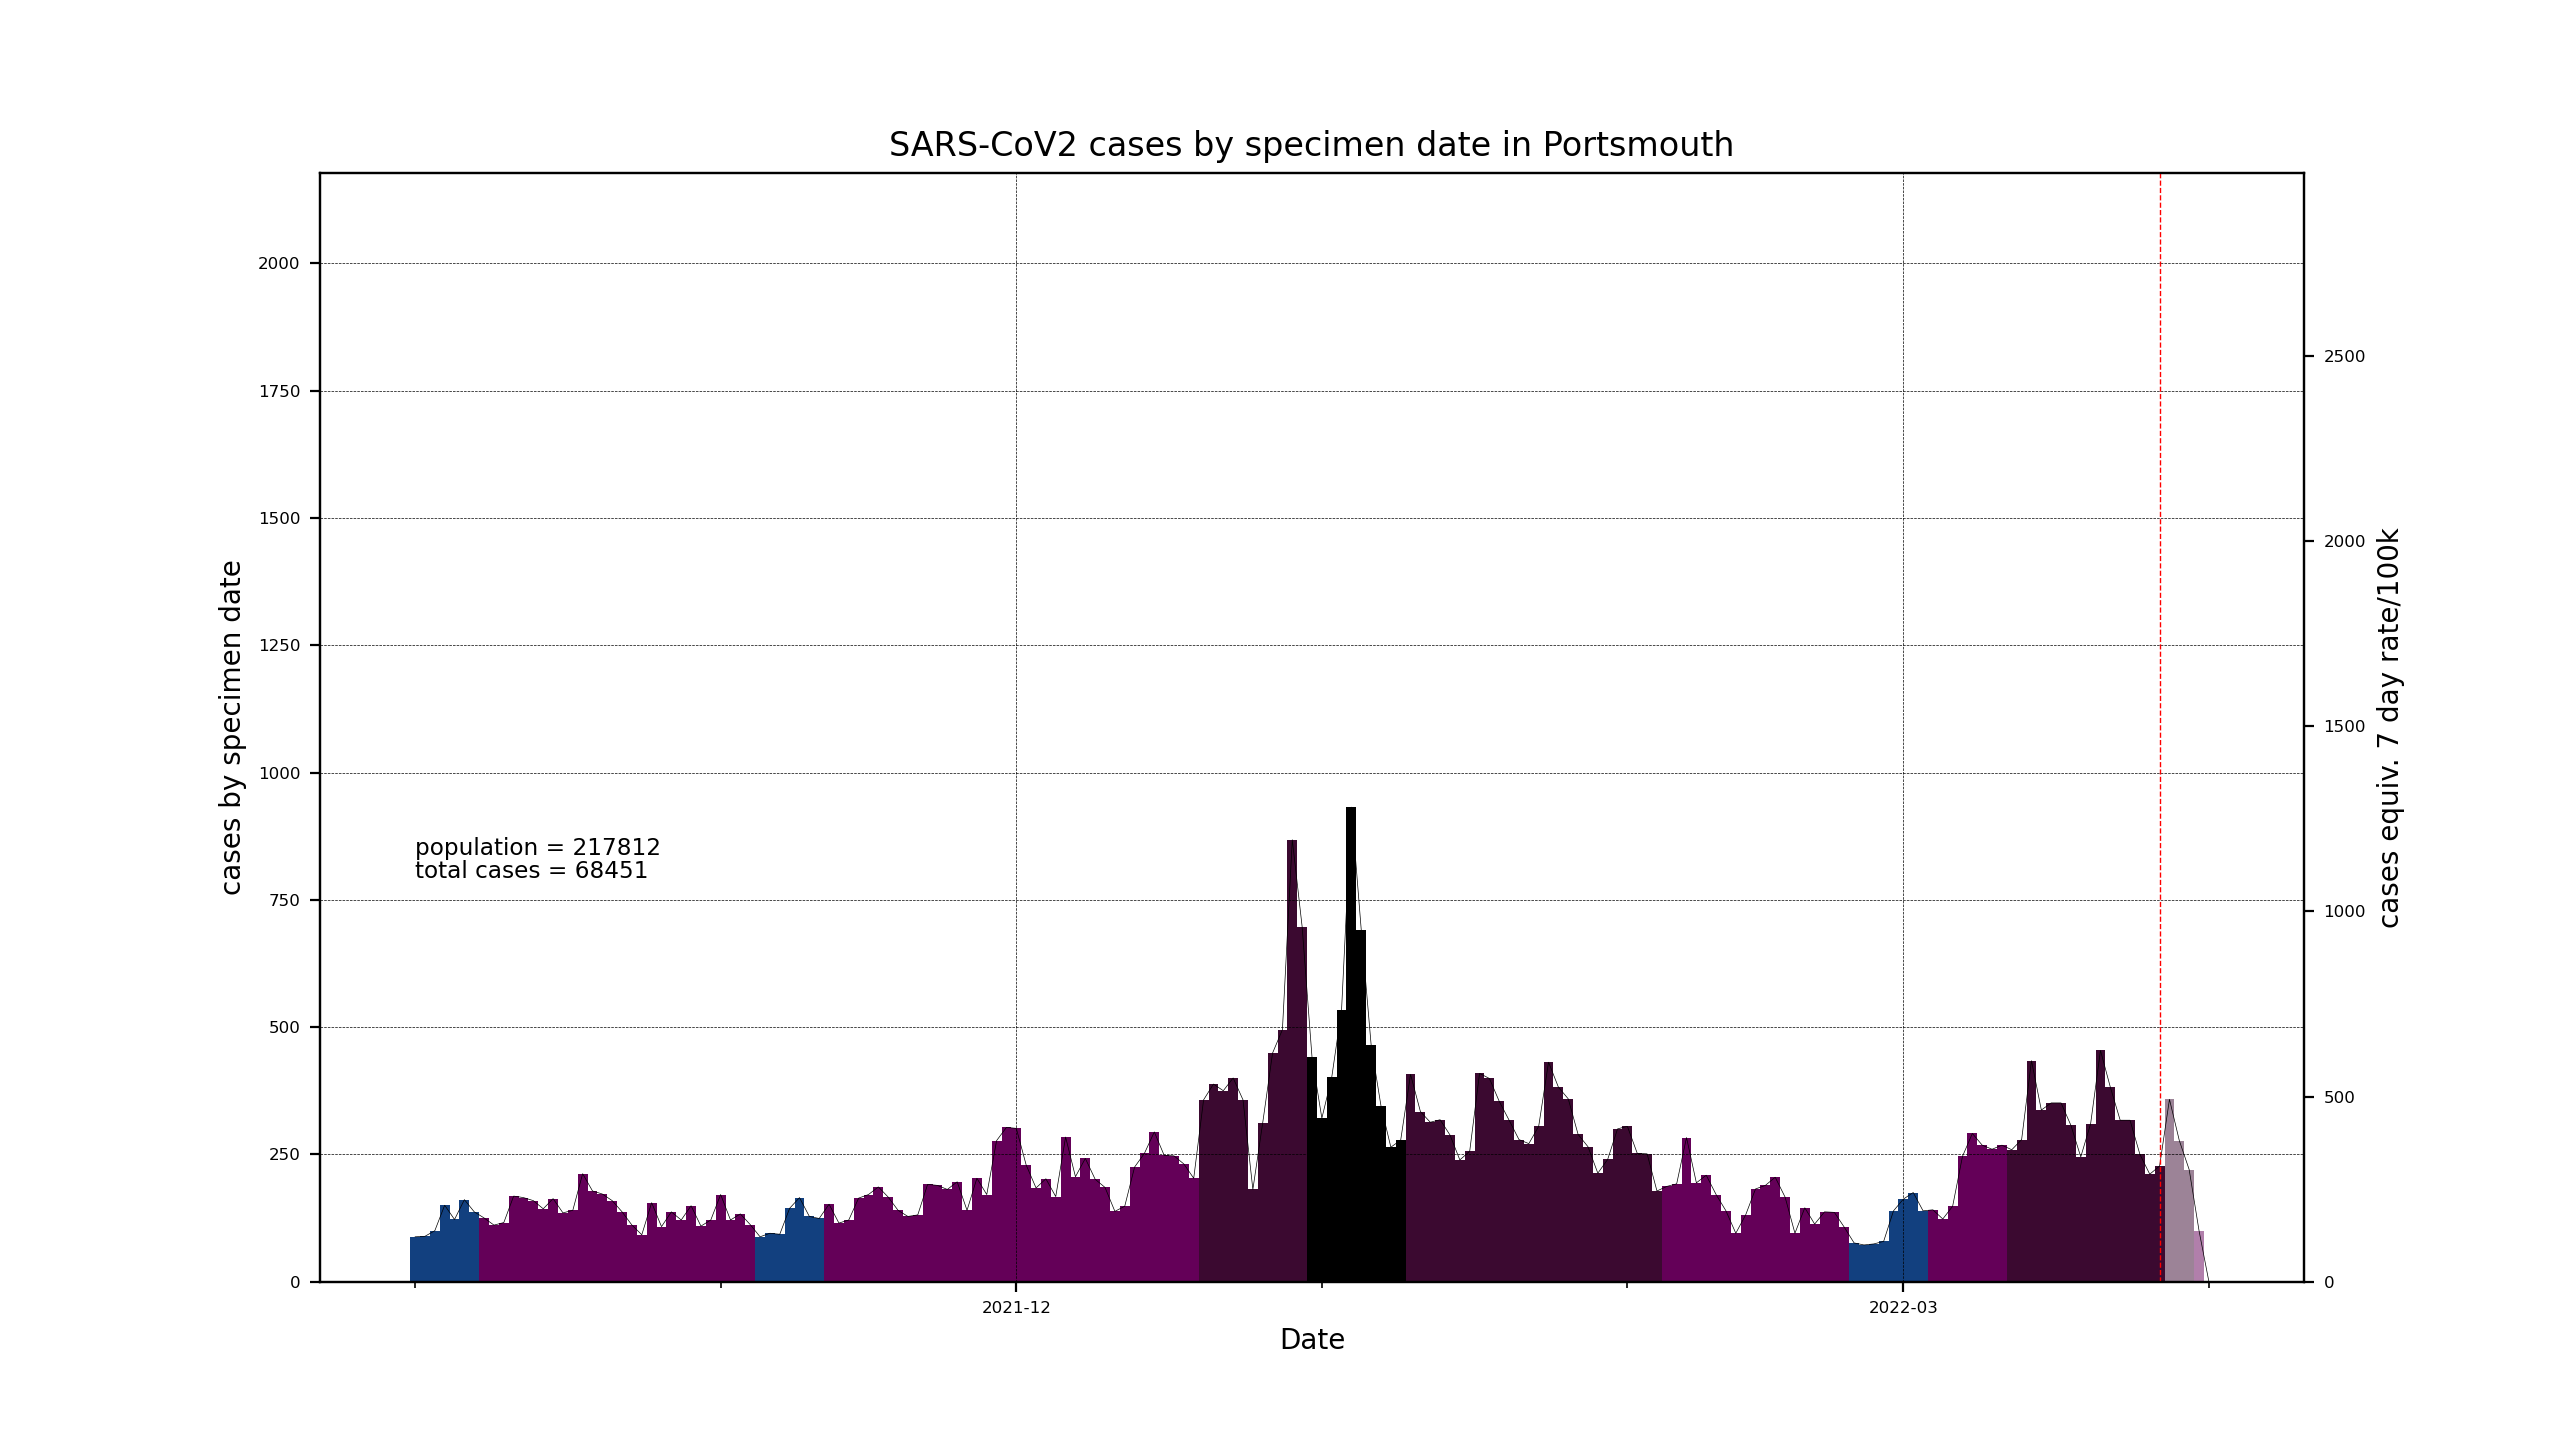 SARS-CoV2 cases by specimen date in Portsmouth
cases by specimen date
2000
1750
1500
1250
1000
750
500
250
0
population = 217812
total cases = 68451
2500
2000
1500
1000
500
0
cases equiv. 7 day rate/100k
2021-12
2022-03
Date